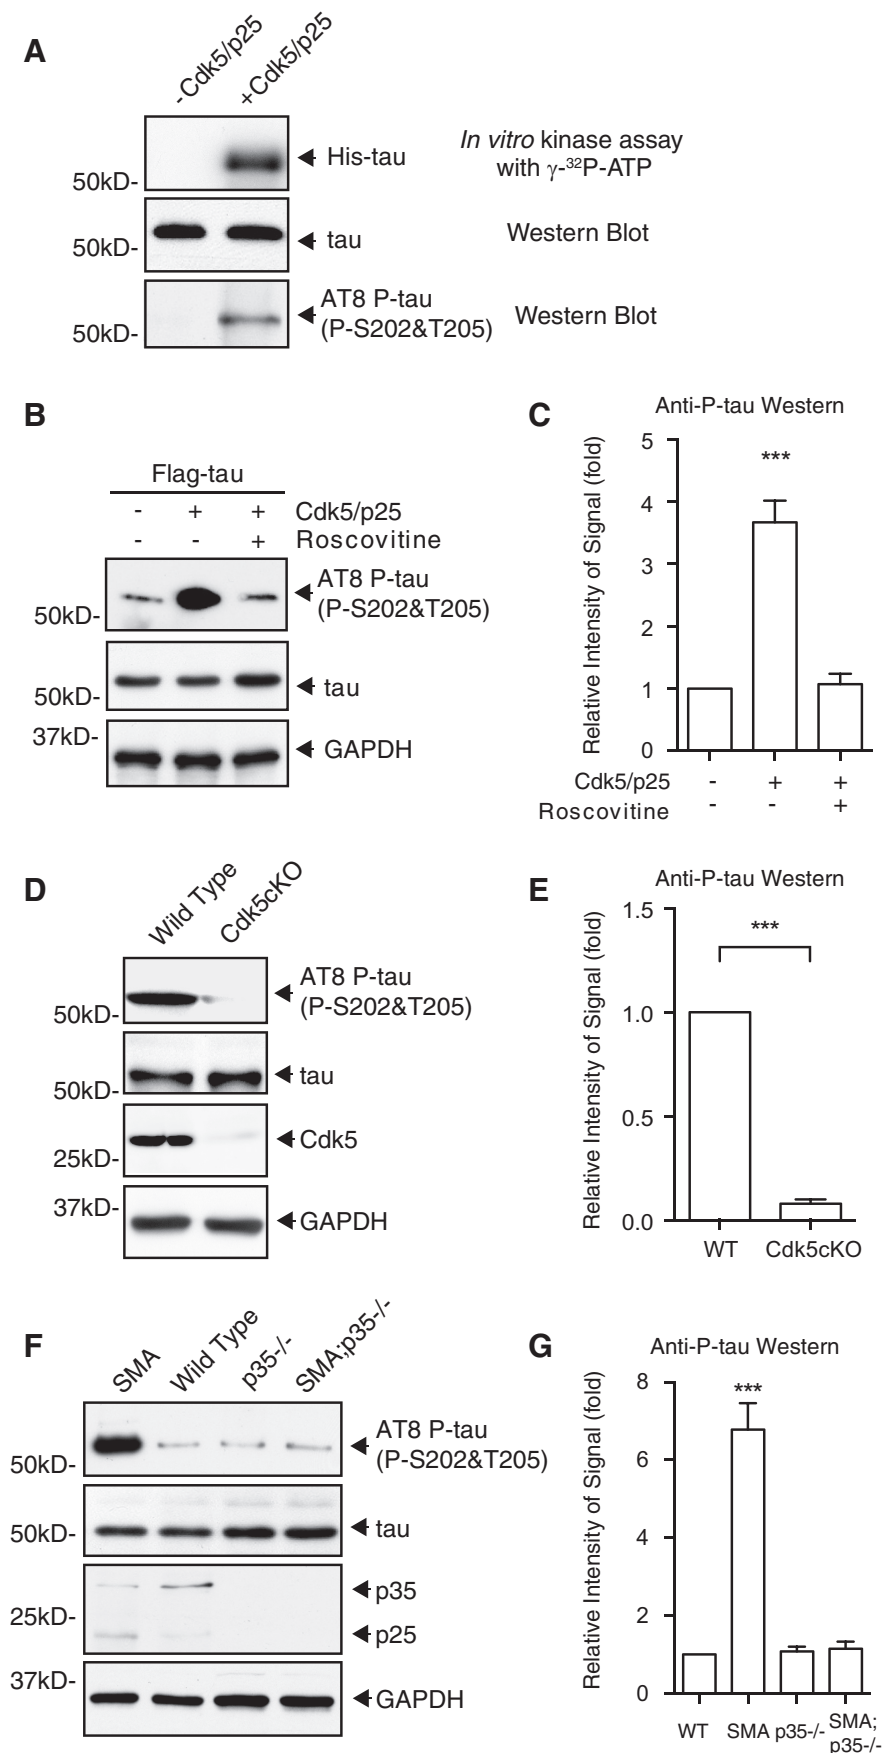 A
-Cdk5/p25
+Cdk5/p25
His-tau
50kD-
In vitro kinase assay
with γ-³²P-ATP
50kD-
tau
Western Blot
AT8 P-tau
(P-S202&T205)
50kD-
Western Blot
B
Flag-tau
- + + Cdk5/p25
- - + Roscovitine
AT8 P-tau
(P-S202&T205)
50kD-
50kD-
tau
37kD-
GAPDH
C
Anti-P-tau Western
Relative Intensity of Signal (fold)
5
4
3
2
1
0
***
Cdk5/p25 - + +
Roscovitine - - +
D
Wild Type
Cdk5cKO
AT8 P-tau
(P-S202&T205)
50kD-
50kD-
tau
Cdk5
25kD-
37kD-
GAPDH
E
Anti-P-tau Western
Relative Intensity of Signal (fold)
1.5
1.0
0.5
0.0
***
WT Cdk5cKO
F
SMA
Wild Type
p35-/-
SMA;p35-/-
AT8 P-tau
(P-S202&T205)
50kD-
50kD-
tau
p35
25kD-
p25
37kD-
GAPDH
G
Anti-P-tau Western
Relative Intensity of Signal (fold)
8
6
4
2
0
***
WT SMA p35-/- SMA;
p35-/-